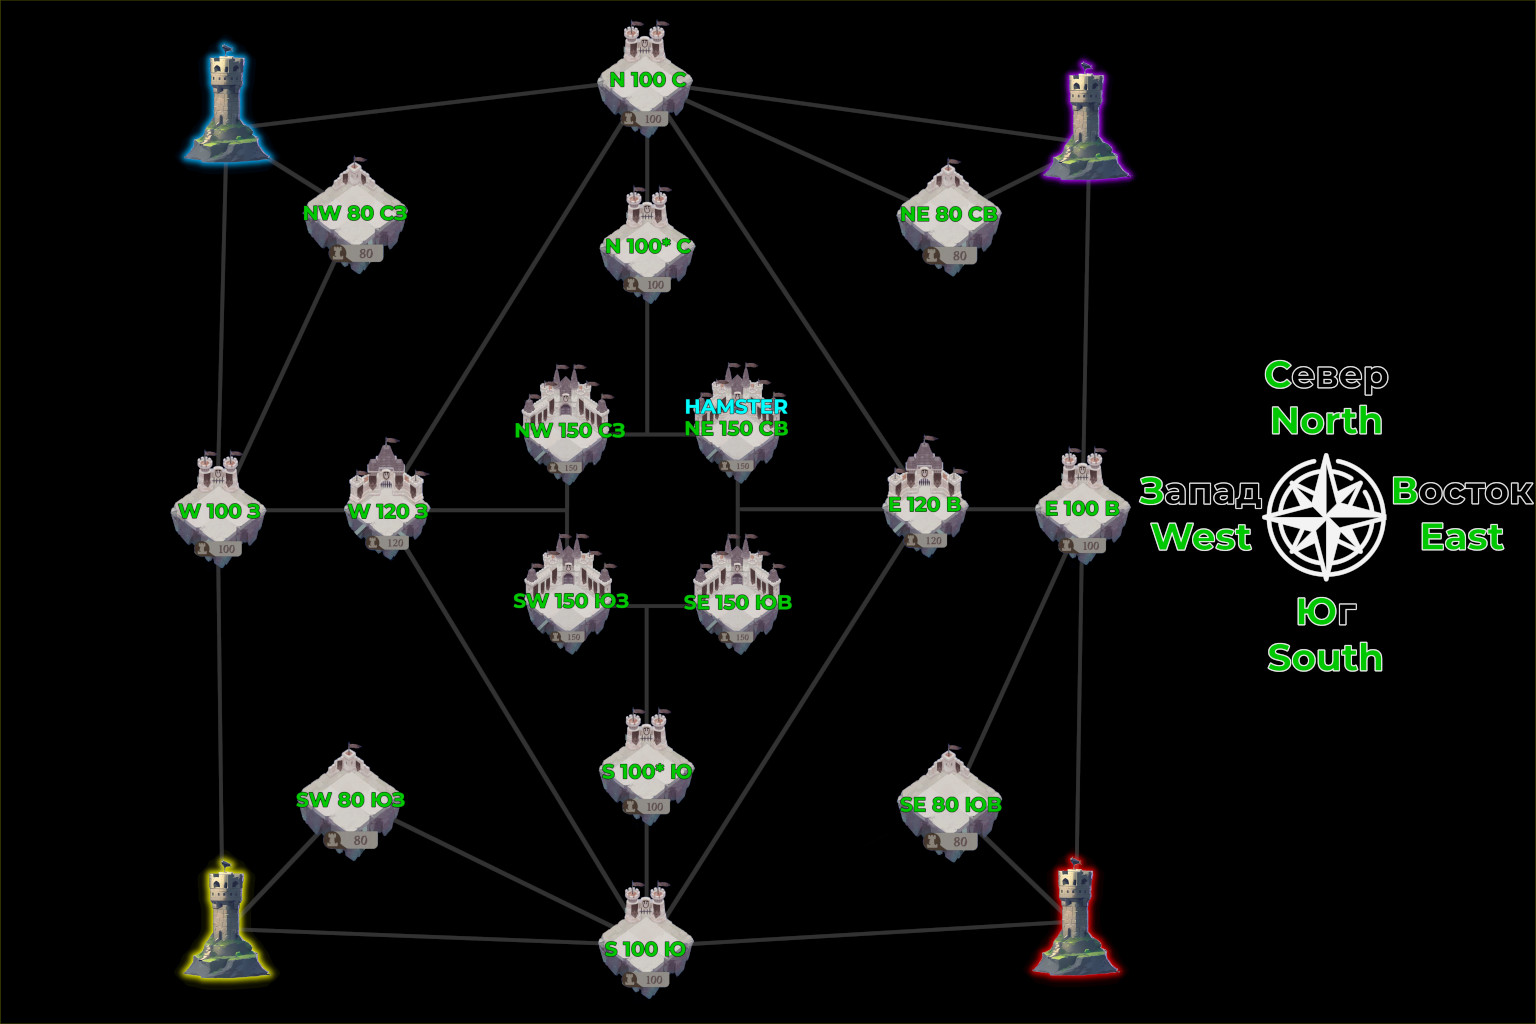 N 100 С
100
NW 80 СЗ
80
NE 80 СВ
80
N 100* С
100
HAMSTER
NW 150 СЗ
150
NE 150 СВ
150
W 100 З
100
W 120 З
120
E 120 В
120
E 100 В
100
SW 150 ЮЗ
150
SE 150 ЮВ
150
S 100* Ю
100
SW 80 ЮЗ
80
SE 80 ЮВ
80
S 100 Ю
100
Север
North
Запад
West
Восток
East
Юг
South